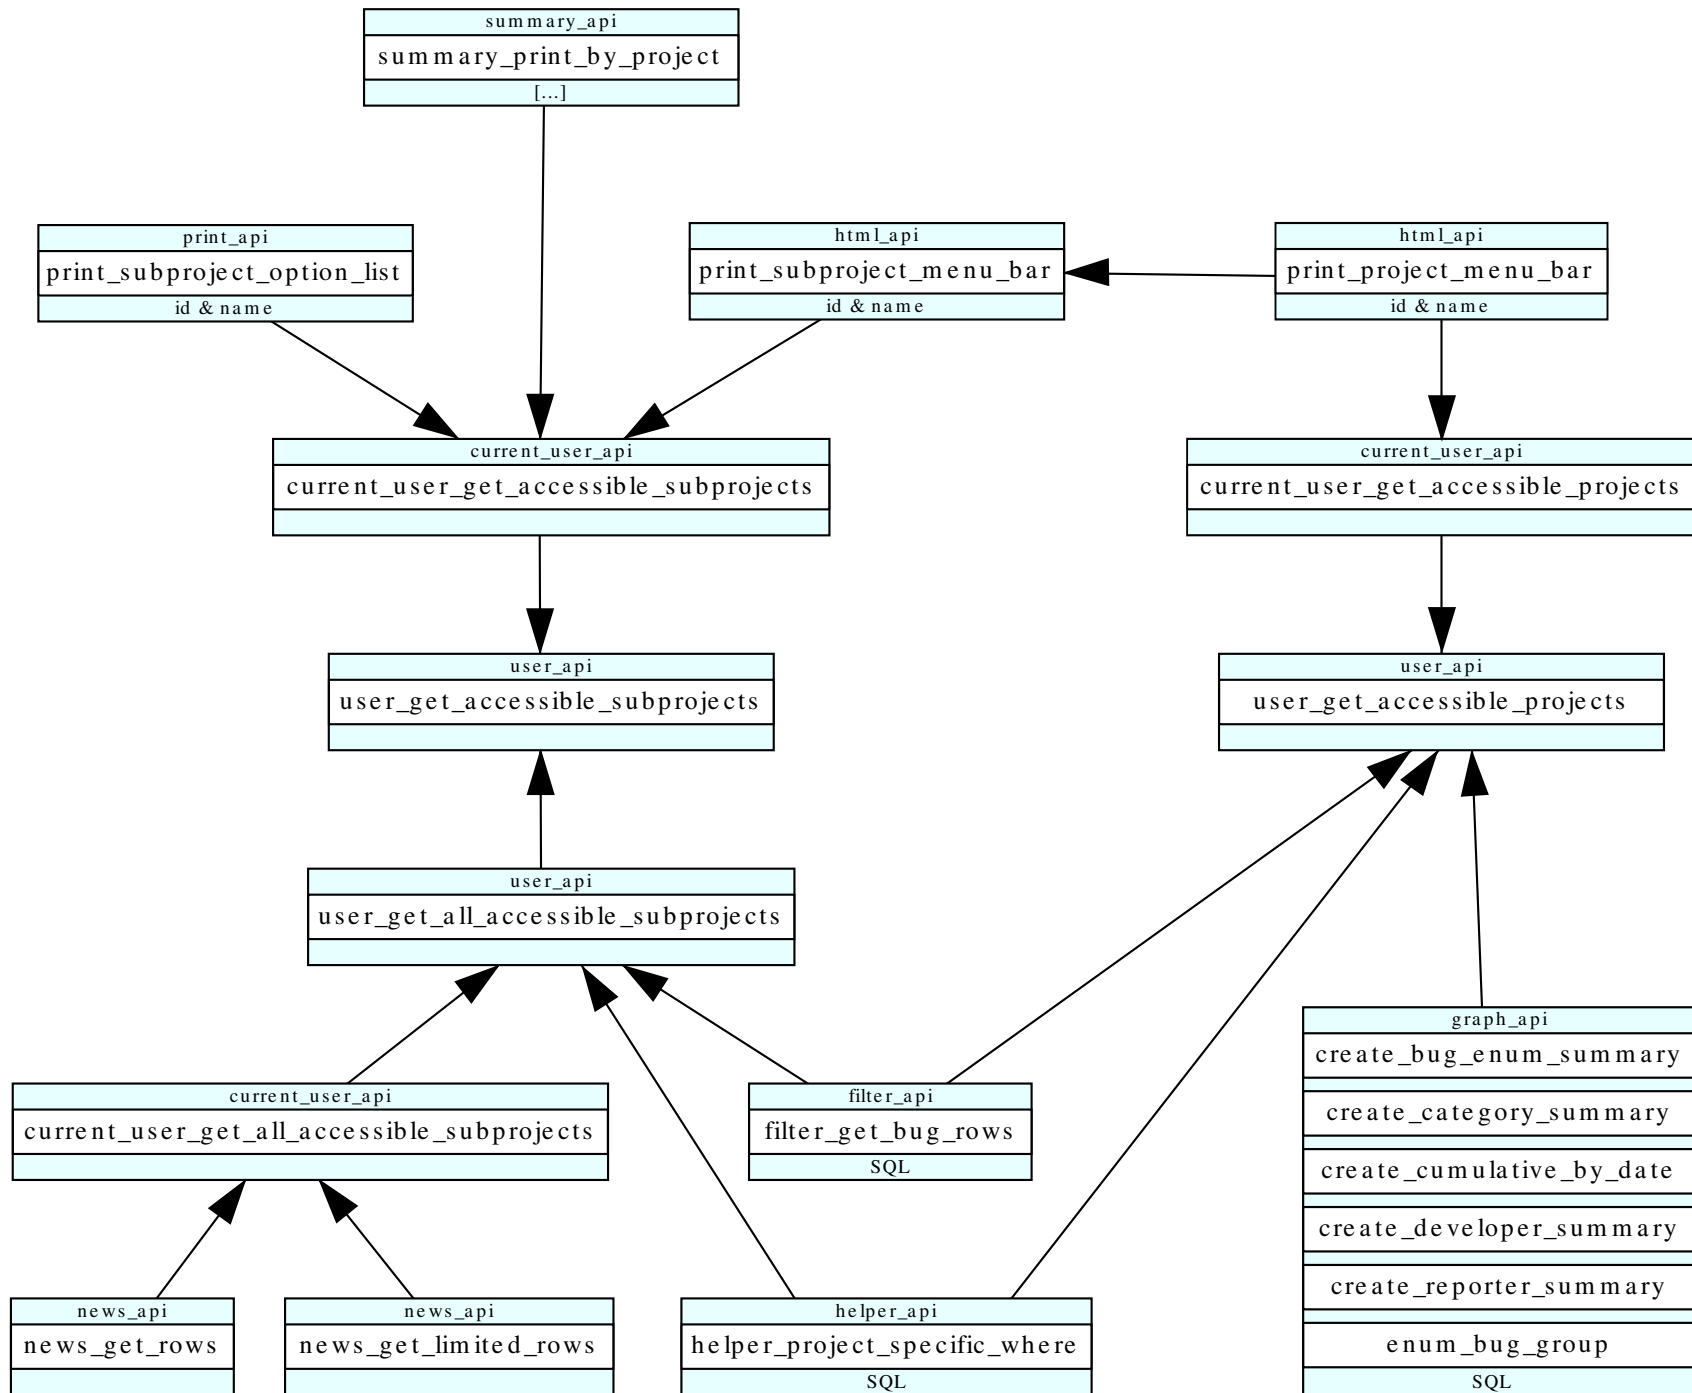 summary_api
summary_print_by_project
[...]
print_api
print_subproject_option_list
id & name
html_api
print_subproject_menu_bar
id & name
html_api
print_project_menu_bar
id & name
current_user_api
current_user_get_accessible_subprojects
current_user_api
current_user_get_accessible_projects
user_api
user_get_accessible_subprojects
user_api
user_get_accessible_projects
user_api
user_get_all_accessible_subprojects
current_user_api
current_user_get_all_accessible_subprojects
filter_api
filter_get_bug_rows
SQL
graph_api
create_bug_enum_summary
create_category_summary
create_cumulative_by_date
create_developer_summary
create_reporter_summary
enum_bug_group
SQL
news_api
news_get_rows
news_api
news_get_limited_rows
helper_api
helper_project_specific_where
SQL